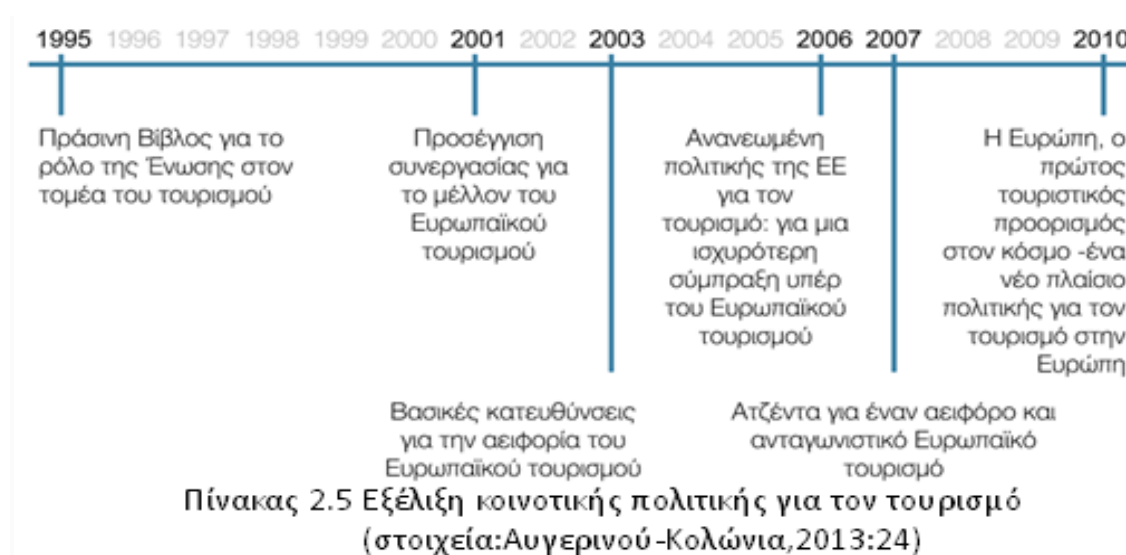 1995 1996 1997 1998 1999 2000 2001 2002 2003 2004 2005 2006 2007 2008 2009 2010
Πράσινη Βίβλος για το
ρόλο της Ένωσης στον
τομέα του τουρισμού
Προσέγγιση
συνεργασίας για
το μέλλον του
Ευρωπαϊκού
τουρισμού
Ανανεωμένη
πολιτικής της ΕΕ
για τον
τουρισμό: για μια
ισχυρότερη
σύμπραξη υπέρ
του Ευρωπαϊκού
τουρισμού
Η Ευρώπη, ο
πρώτος
τουριστικός
προορισμός
στον κόσμο -ένα
νέο πλαίσιο
πολιτικής για τον
τουρισμό στην
Ευρώπη
Βασικές κατευθύνσεις
για την αειφορία του
Ευρωπαϊκού τουρισμού
Ατζέντα για έναν αειφόρο και
ανταγωνιστικό Ευρωπαϊκό
τουρισμό
Πίνακας 2.5 Εξέλιξη κοινοτικής πολιτικής για τον τουρισμό
(στοιχεία:Αυγερινού-Κολώνια,2013:24)